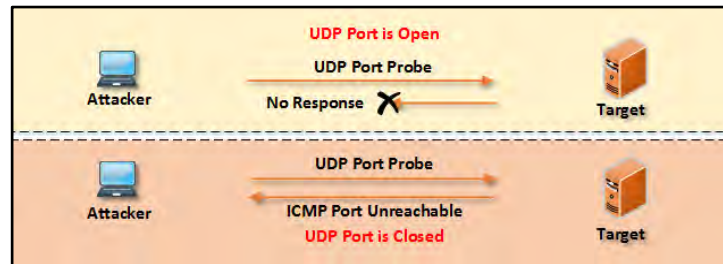 UDP Port is Open
UDP Port Probe
Attacker
No Response
Target
UDP Port Probe
Attacker
ICMP Port Unreachable
Target
UDP Port is Closed